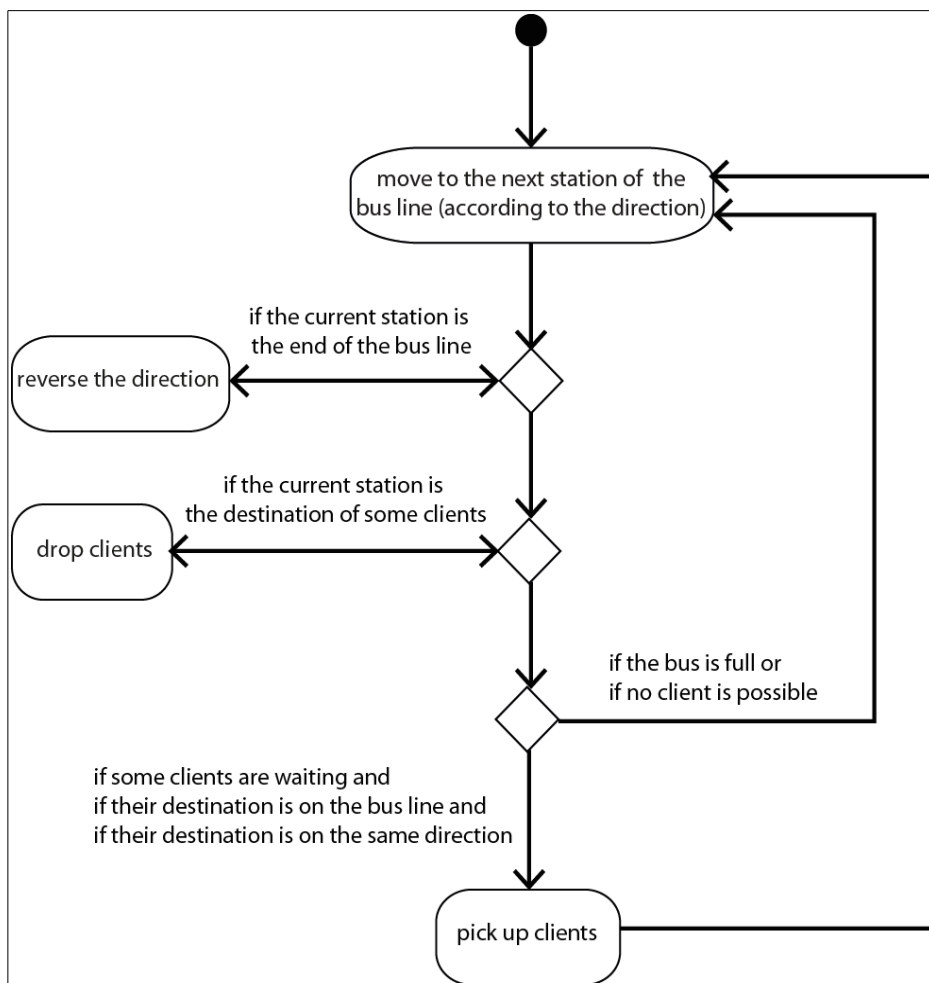 move to the next station of the
bus line (according to the direction)
if the current station is
the end of the bus line
reverse the direction
if the current station is
the destination of some clients
drop clients
if the bus is full or
if no client is possible
if some clients are waiting and
if their destination is on the bus line and
if their destination is on the same direction
pick up clients